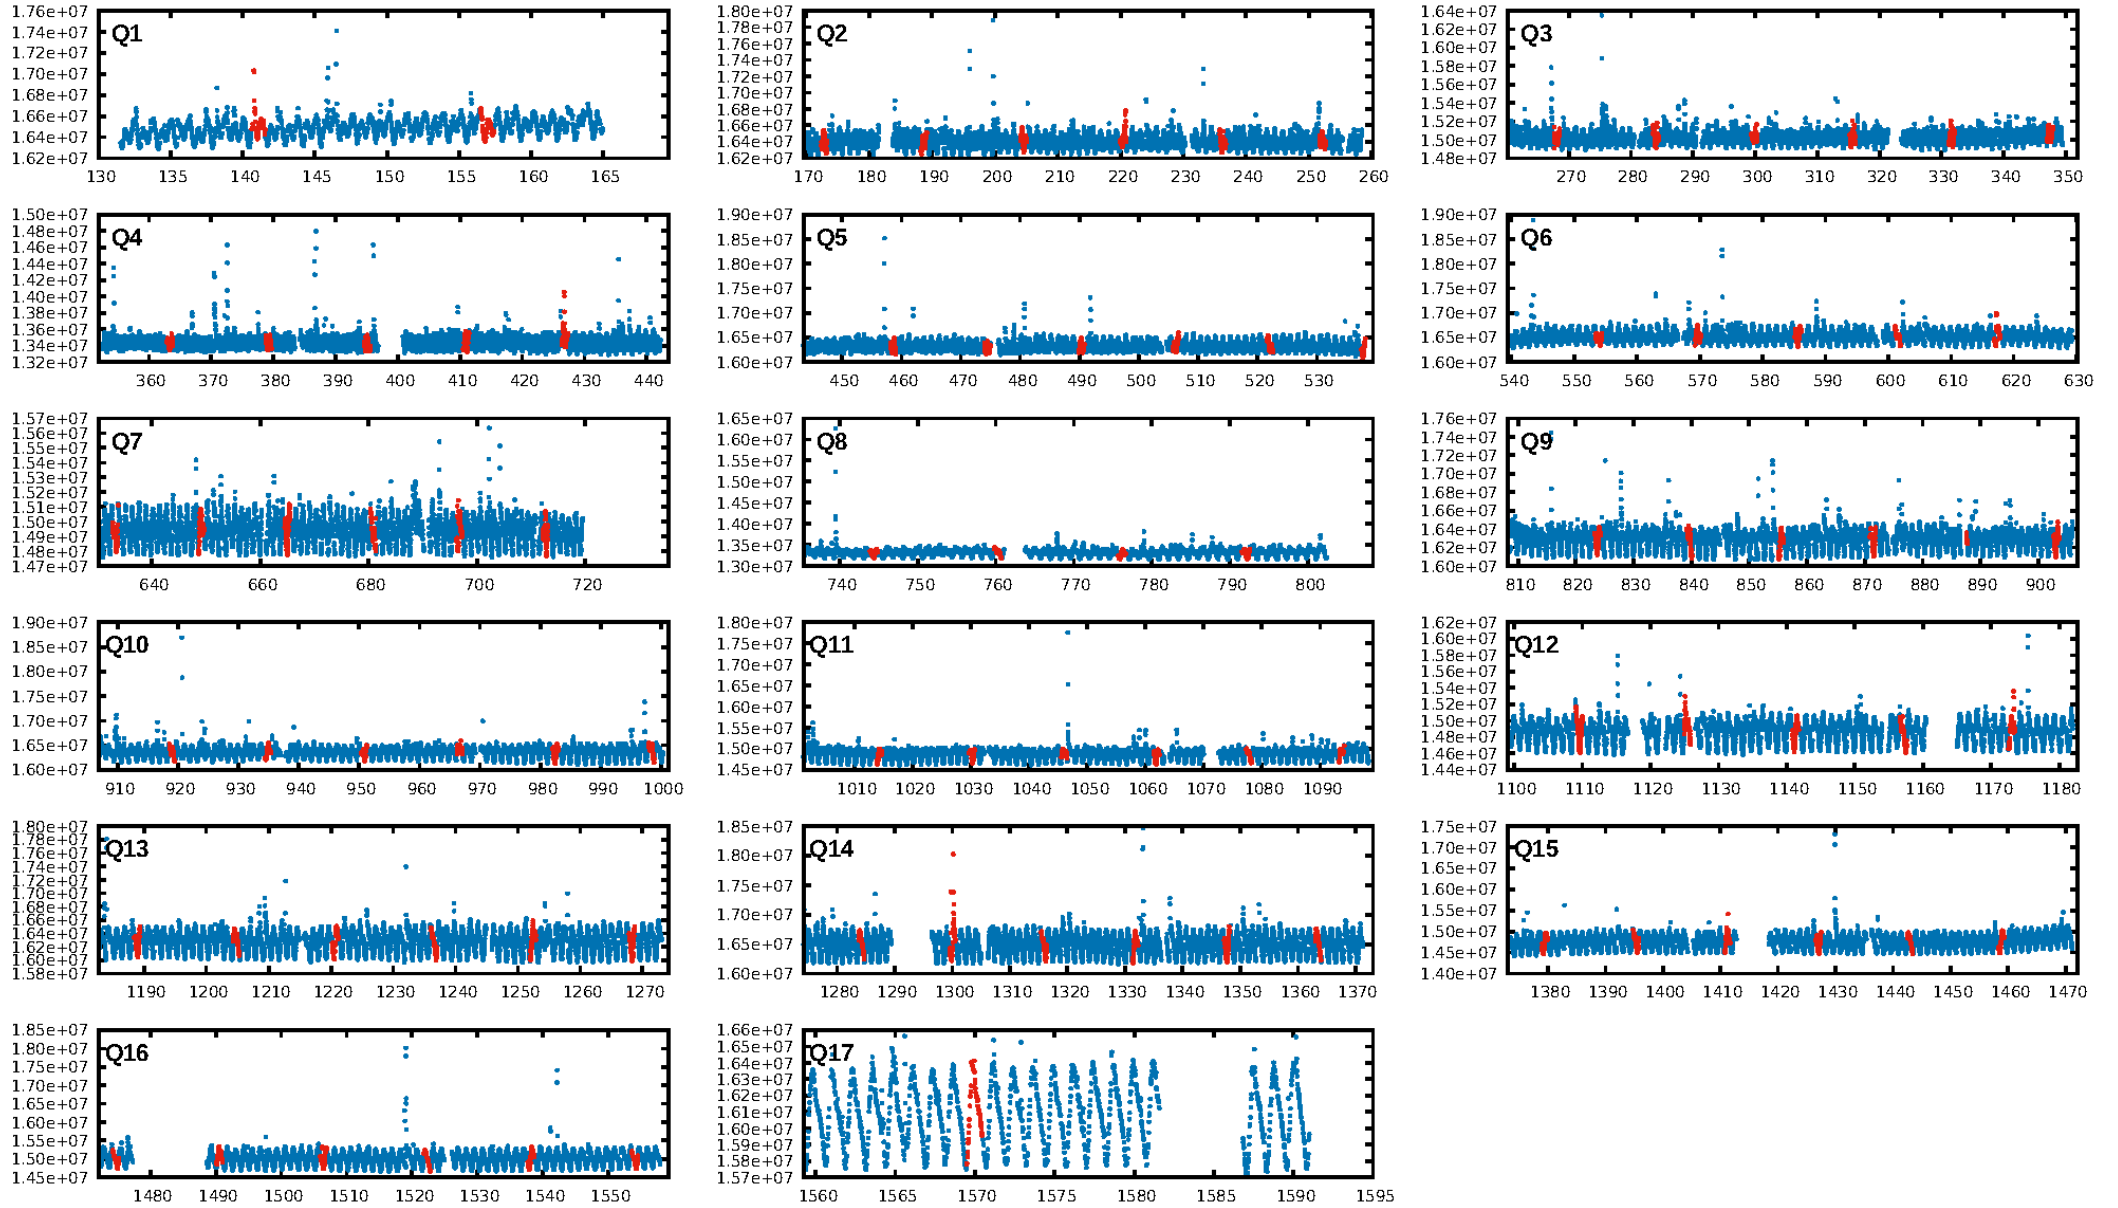 1.76e+07 1.74e+07 1.72e+07 1.70e+07 1.68e+07 1.66e+07 1.64e+07 1.62e+07
Q1
130 135 140 145 150 155 160 165
1.80e+07 1.78e+07 1.76e+07 1.74e+07 1.72e+07 1.70e+07 1.68e+07 1.66e+07 1.64e+07 1.62e+07
Q2
170 180 190 200 210 220 230 240 250 260
1.64e+07 1.62e+07 1.60e+07 1.58e+07 1.56e+07 1.54e+07 1.52e+07 1.50e+07 1.48e+07
Q3
270 280 290 300 310 320 330 340 350
1.50e+07 1.48e+07 1.46e+07 1.44e+07 1.42e+07 1.40e+07 1.38e+07 1.36e+07 1.34e+07 1.32e+07
Q4
360 370 380 390 400 410 420 430 440
1.90e+07 1.85e+07 1.80e+07 1.75e+07 1.70e+07 1.65e+07 1.60e+07
Q5
450 460 470 480 490 500 510 520 530
1.90e+07 1.85e+07 1.80e+07 1.75e+07 1.70e+07 1.65e+07 1.60e+07
Q6
540 550 560 570 580 590 600 610 620 630
1.57e+07 1.56e+07 1.55e+07 1.54e+07 1.53e+07 1.52e+07 1.51e+07 1.50e+07 1.49e+07 1.48e+07 1.47e+07
Q7
640 660 680 700 720
1.65e+07 1.60e+07 1.55e+07 1.50e+07 1.45e+07 1.40e+07 1.35e+07 1.30e+07
Q8
740 750 760 770 780 790 800
1.76e+07 1.74e+07 1.72e+07 1.70e+07 1.68e+07 1.66e+07 1.64e+07 1.62e+07 1.60e+07
Q9
810 820 830 840 850 860 870 880 890 900
1.90e+07 1.85e+07 1.80e+07 1.75e+07 1.70e+07 1.65e+07 1.60e+07
Q10
910 920 930 940 950 960 970 980 990 1000
1.80e+07 1.75e+07 1.70e+07 1.65e+07 1.60e+07 1.55e+07 1.50e+07 1.45e+07
Q11
1010 1020 1030 1040 1050 1060 1070 1080 1090
1.62e+07 1.60e+07 1.58e+07 1.56e+07 1.54e+07 1.52e+07 1.50e+07 1.48e+07 1.46e+07 1.44e+07
Q12
1100 1110 1120 1130 1140 1150 1160 1170 1180
1.80e+07 1.78e+07 1.76e+07 1.74e+07 1.72e+07 1.70e+07 1.68e+07 1.66e+07 1.64e+07 1.62e+07 1.60e+07 1.58e+07
Q13
1190 1200 1210 1220 1230 1240 1250 1260 1270
1.85e+07 1.80e+07 1.75e+07 1.70e+07 1.65e+07 1.60e+07
Q14
1280 1290 1300 1310 1320 1330 1340 1350 1360 1370
1.75e+07 1.70e+07 1.65e+07 1.60e+07 1.55e+07 1.50e+07 1.45e+07 1.40e+07
Q15
1380 1390 1400 1410 1420 1430 1440 1450 1460 1470
1.85e+07 1.80e+07 1.75e+07 1.70e+07 1.65e+07 1.60e+07 1.55e+07 1.50e+07 1.45e+07
Q16
1480 1490 1500 1510 1520 1530 1540 1550
1.66e+07 1.65e+07 1.64e+07 1.63e+07 1.62e+07 1.61e+07 1.60e+07 1.59e+07 1.58e+07 1.57e+07
Q17
1560 1565 1570 1575 1580 1585 1590 1595